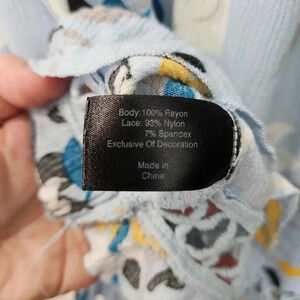 Body:100% Rayon
Lace: 93% Nylon
7% Spandex
Exclusive Of Decoration
Made in
China